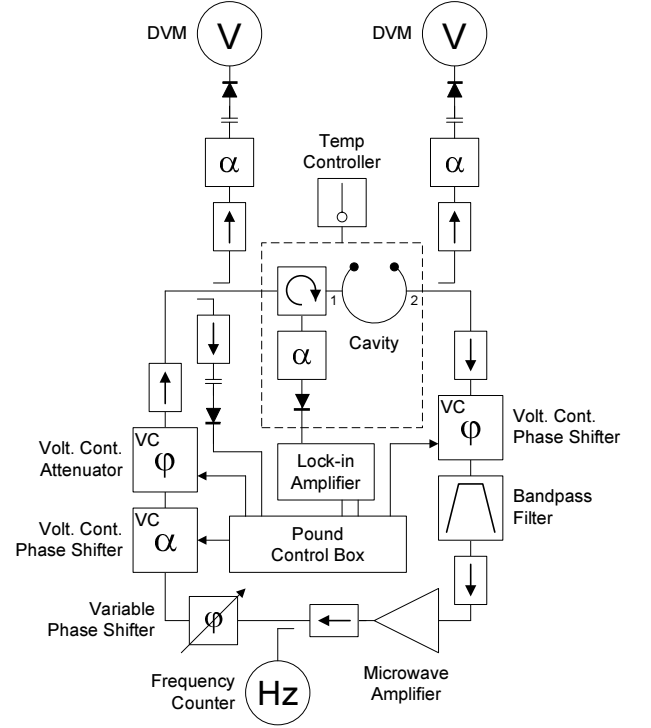 DVM
V
DVM
V
α
α
Temp
Controller
1
2
α
Cavity
VC
φ
Volt. Cont.
Attenuator
VC
φ
Volt. Cont.
Phase Shifter
Lock-in
Amplifier
Bandpass
Filter
VC
α
Volt. Cont.
Phase Shifter
Pound
Control Box
Variable
Phase Shifter
φ
Microwave
Amplifier
Frequency
Counter
Hz